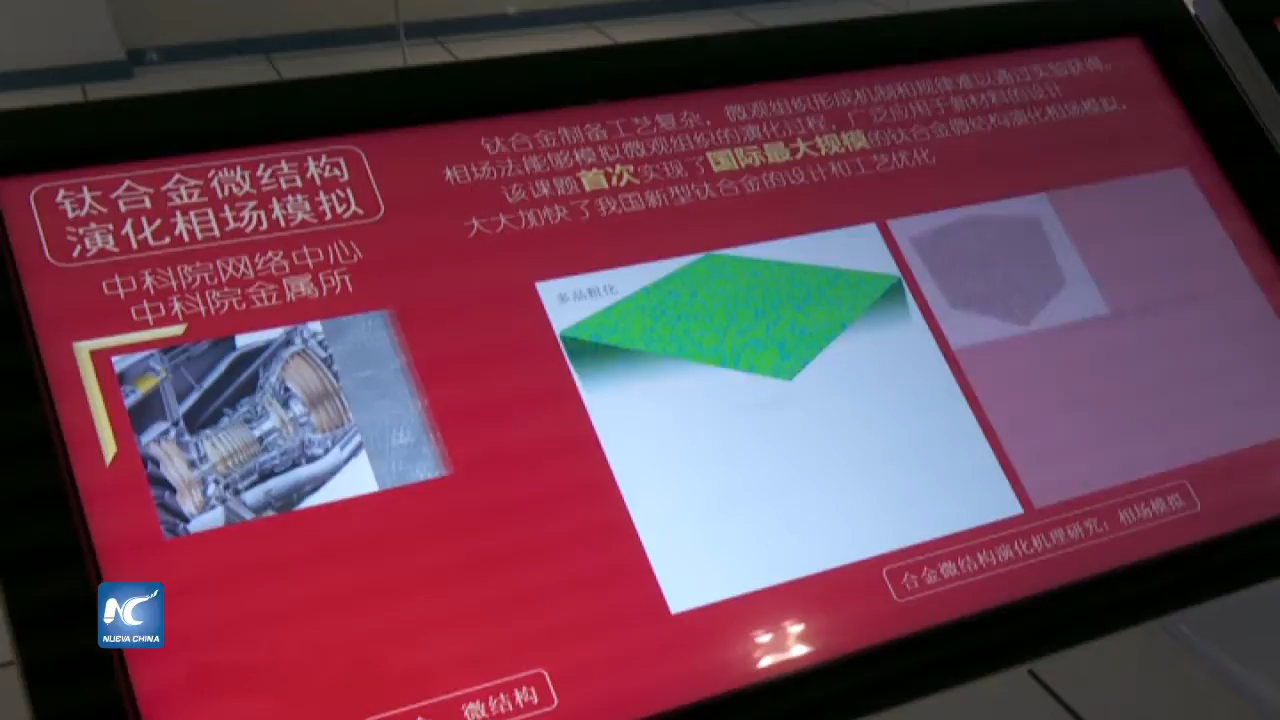 钛合金微结构
演化相场模拟
中科院网络中心
中科院金属所
钛合金制备工艺复杂，微观组织形成机制和规律难以通过实验获得。
相场法能够模拟微观组织的演化过程，广泛应用于新材料的设计
该课题首次实现了国际最大规模的钛合金微结构演化相场模拟，
大大加快了我国新型钛合金的设计和工艺优化
多晶粗化
合金微结构演化机理研究：相场模拟
微结构
NC
NUEVA CHINA